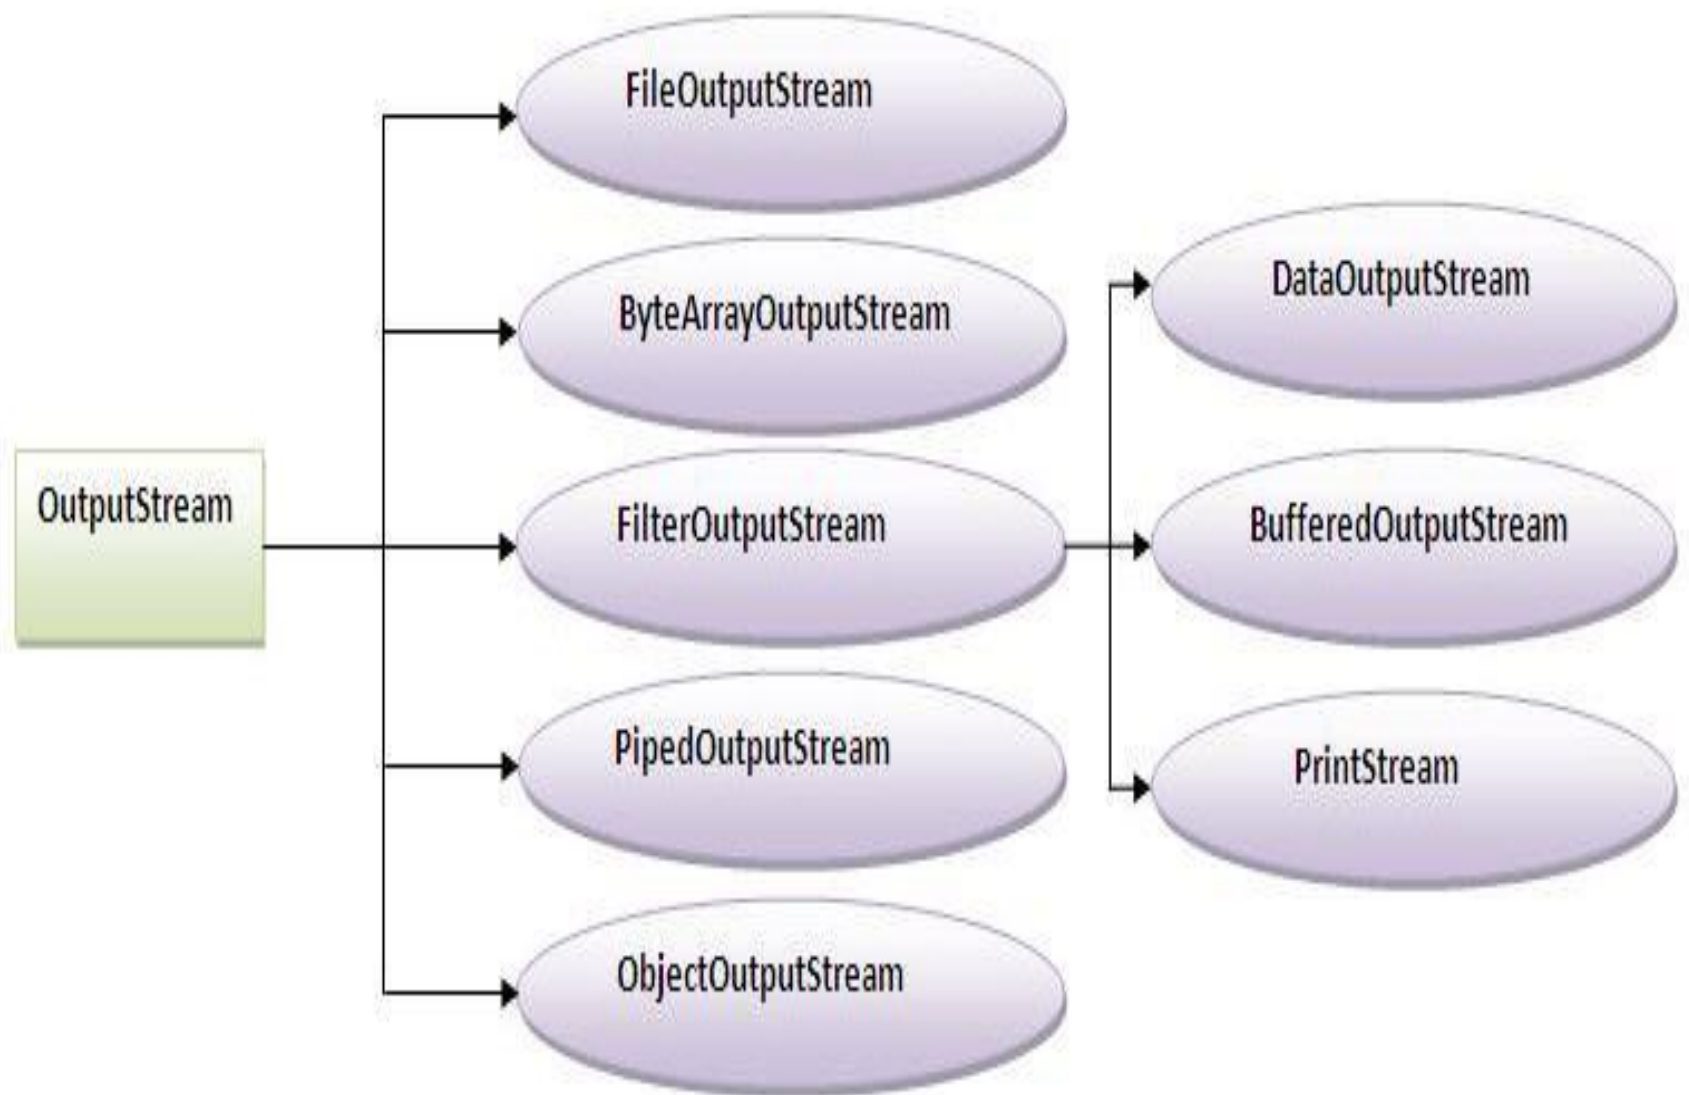 OutputStream
FileOutputStream
ByteArrayOutputStream
FilterOutputStream
PipedOutputStream
ObjectOutputStream
DataOutputStream
BufferedOutputStream
PrintStream